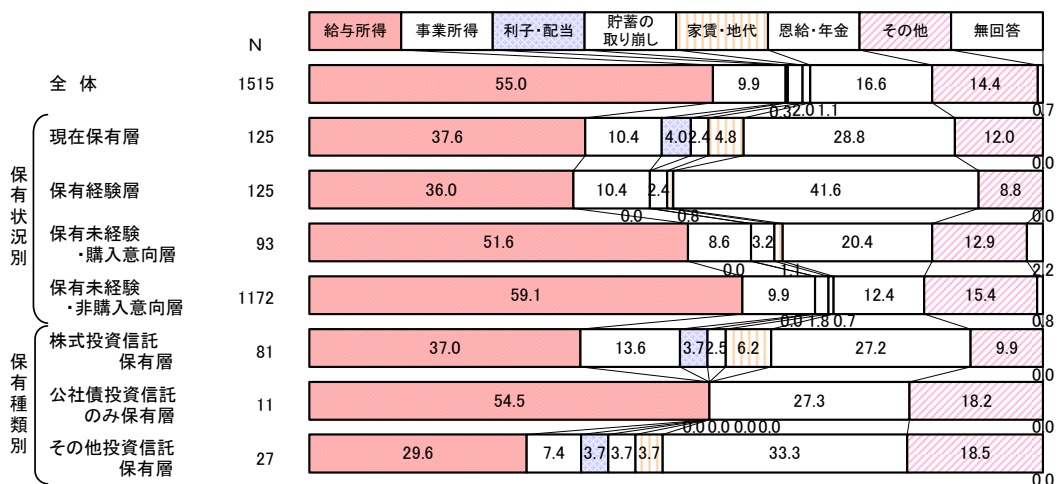 N 給与所得 事業所得 利子・配当 貯蓄の取り崩し 家賃・地代 恩給・年金 その他 無回答
全 体 1515 55.0 9.9 0.3 2.0 1.1 16.6 14.4 0.7
保有状況別
現在保有層 125 37.6 10.4 4.0 2.4 4.8 28.8 12.0 0.0
保有経験層 125 36.0 10.4 0.0 2.4 0.8 41.6 8.8 0.0
保有未経験
・購入意向層 93 51.6 8.6 0.0 3.2 1.1 20.4 12.9 2.2
保有未経験
・非購入意向層 1172 59.1 9.9 0.0 1.8 0.7 12.4 15.4 0.8
保有種類別
株式投資信託
保有層 81 37.0 13.6 3.7 2.5 6.2 27.2 9.9 0.0
公社債投資信託
のみ保有層 11 54.5 0.0 0.0 0.0 0.0 27.3 18.2 0.0
その他投資信託
保有層 27 29.6 7.4 3.7 3.7 3.7 33.3 18.5 0.0